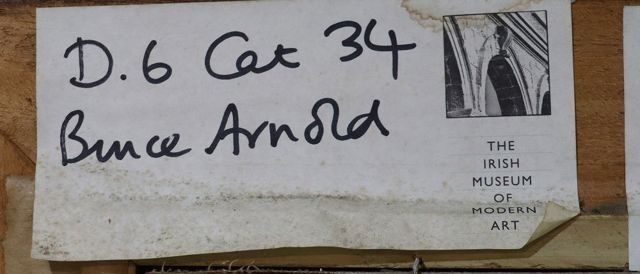 D.6 Cat 34
Bruce Arnold
THE
IRISH
MUSEUM
OF
MODERN
ART